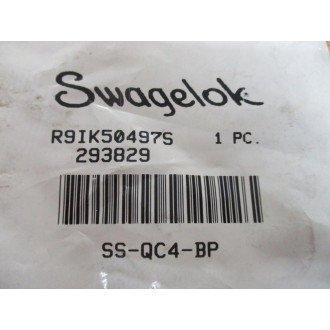 Swagelok
R9IK50497S 1 PC.
293829
SS-QC4-BP